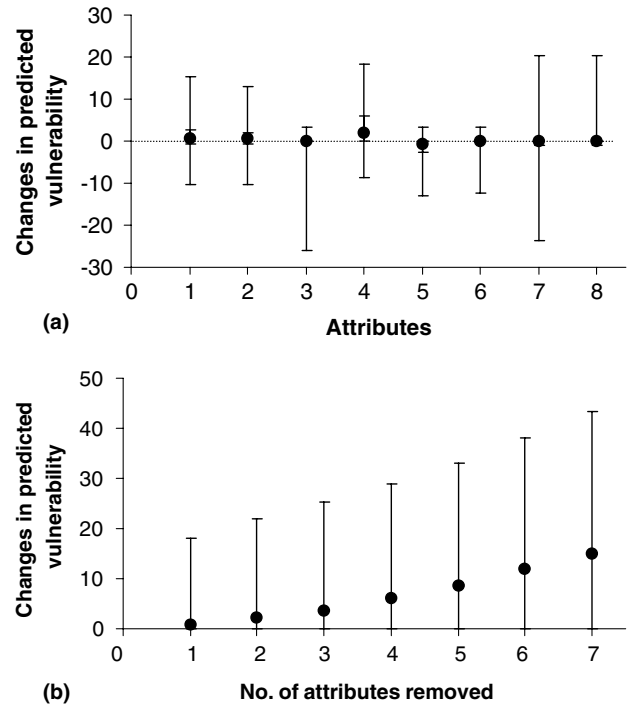 Changes in predicted
vulnerability
30
20
10
0
-10
-20
-30
0 1 2 3 4 5 6 7 8
(a)
Attributes
Changes in predicted
vulnerability
50
40
30
20
10
0
0 1 2 3 4 5 6 7
(b)
No. of attributes removed